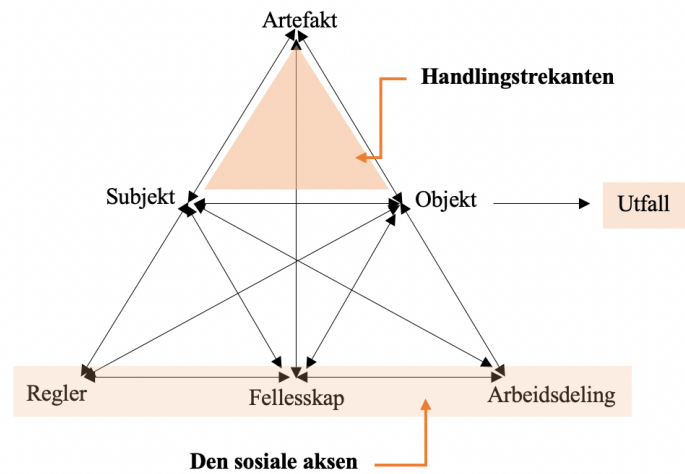 Artefakt
Handlingstrekanten
Subjekt
Objekt
Utfall
Regler
Fellesskap
Arbeidsdeling
Den sosiale aksen